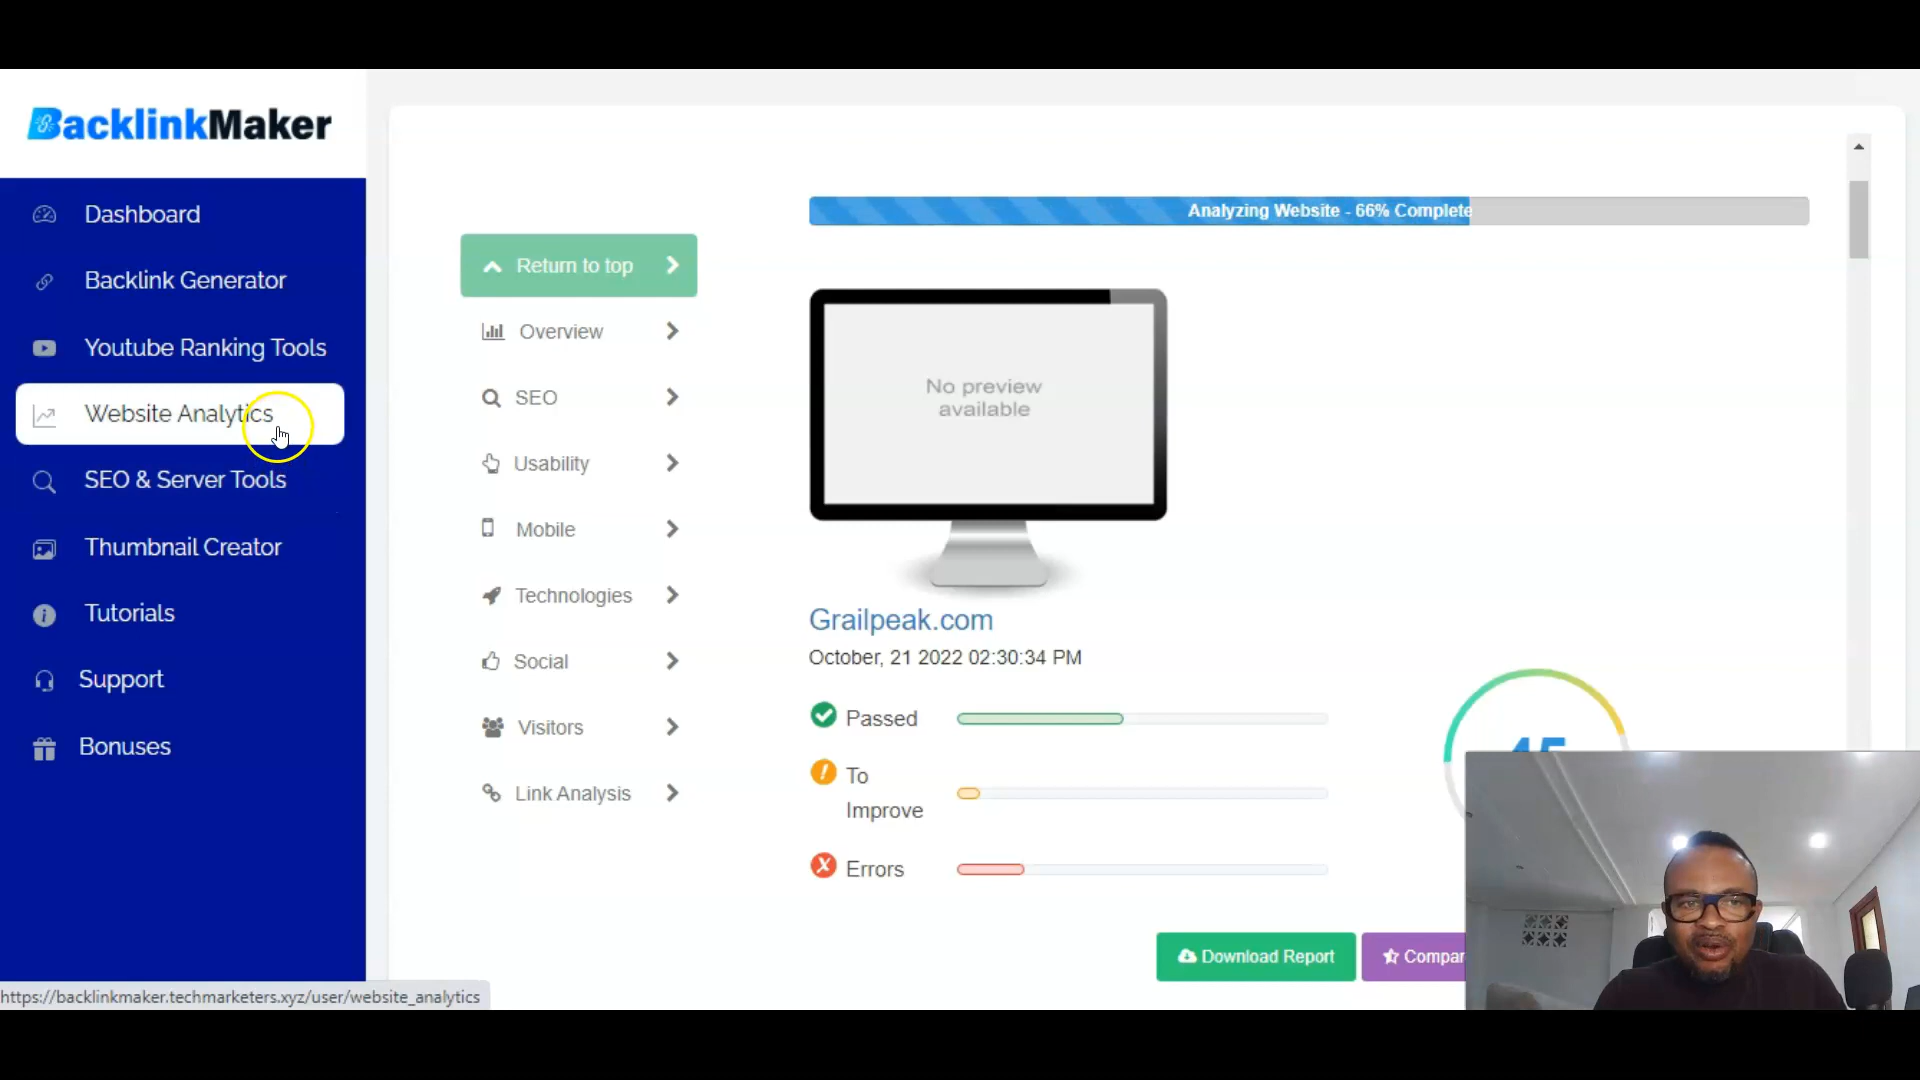 BacklinkMaker
Dashboard
Backlink Generator
Youtube Ranking Tools
Website Analytics
SEO & Server Tools
Thumbnail Creator
Tutorials
Support
Bonuses
https://backlinkmaker.techmarketers.xyz/user/website_analytics
Return to top
Overview
SEO
Usability
Mobile
Technologies
Social
Visitors
Link Analysis
Analyzing Website - 66% Complete
No preview
available
Grailpeak.com
October, 21 2022 02:30:34 PM
Passed
To
Improve
Errors
45
Download Report
Compar